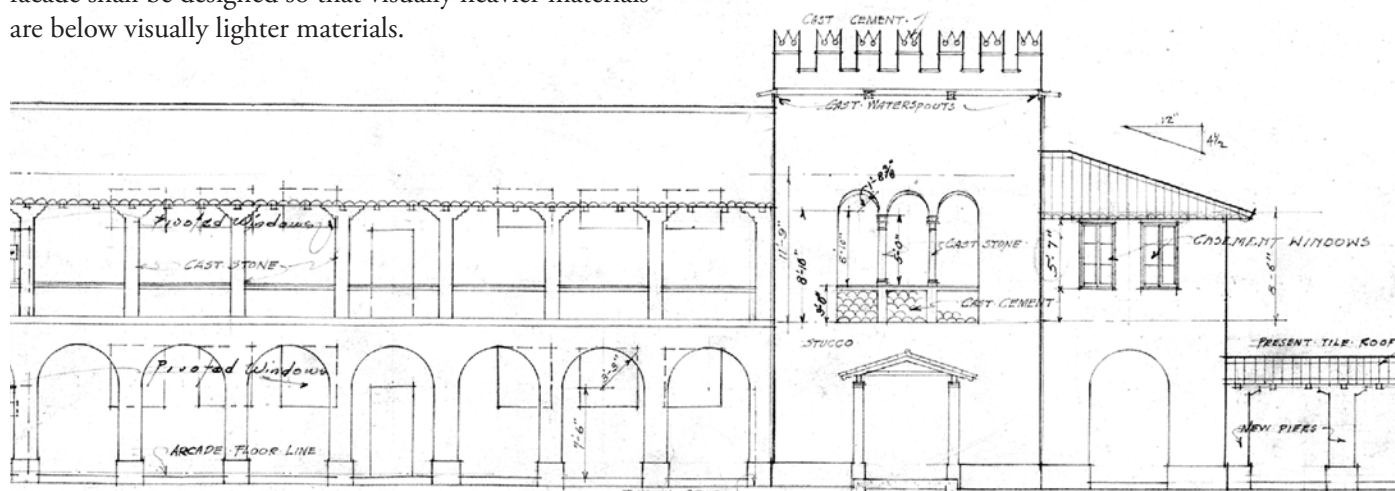 facade shall be designed so that visually heavier materials
are below visually lighter materials.
CAST CEMENT.
CAST WATERSPOUTS
12"
4½
Pivoted Windows
CAST STONE
11'-9"
8'-10"
6'-10"
5'-0"
CAST STONE
CAST CEMENT
5'-7"
CASEMENT WINDOWS
8'-6"
STUCCO
PRESENT TILE ROOF
Pivoted Windows
7'-6"
ARCADE FLOOR LINE
NEW PIERS